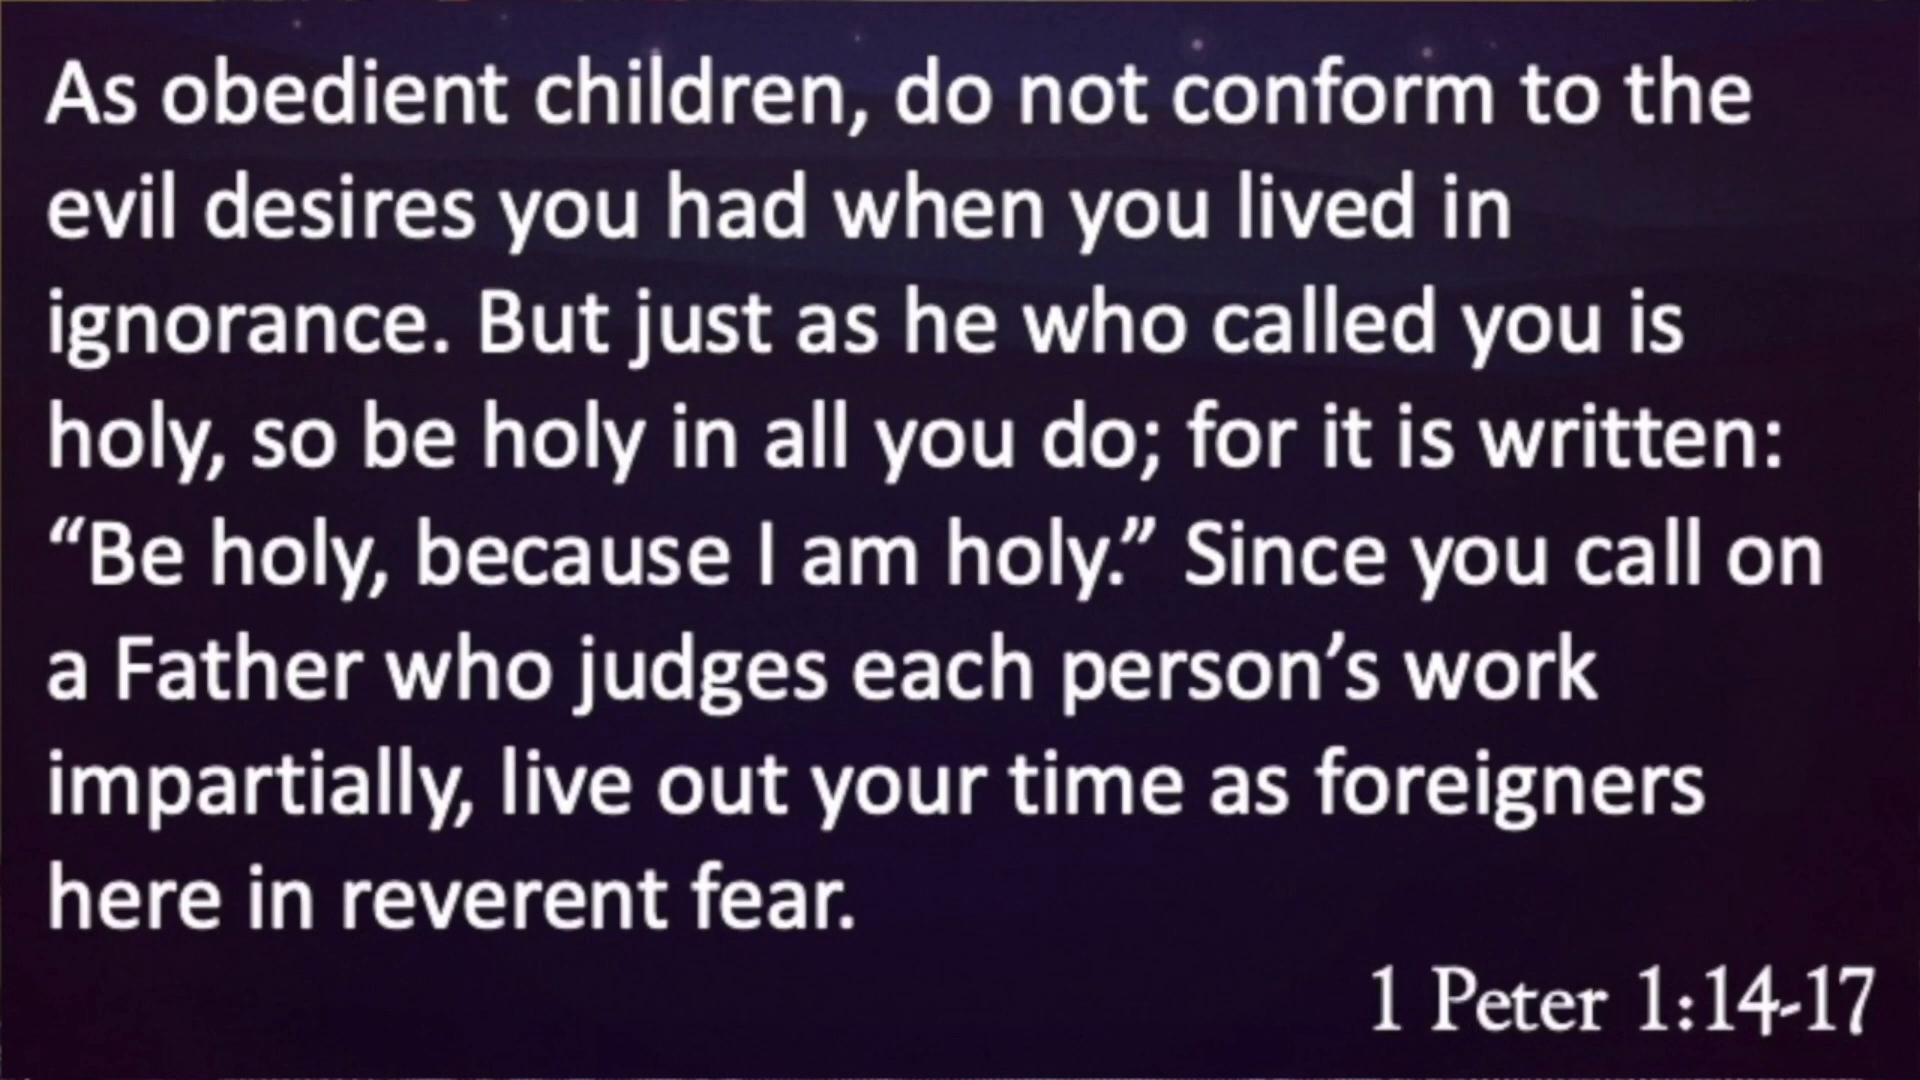 As obedient children, do not conform to the
evil desires you had when you lived in
ignorance. But just as he who called you is
holy, so be holy in all you do; for it is written:
“Be holy, because I am holy.” Since you call on
a Father who judges each person’s work
impartially, live out your time as foreigners
here in reverent fear.
1 Peter 1:14-17